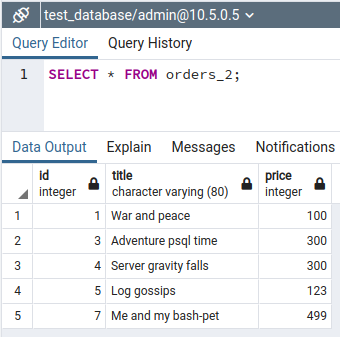 test_database/admin@10.5.0.5
Query Editor Query History
1 SELECT * FROM orders_2;
Data Output Explain Messages Notifications
id title price
integer character varying (80) integer
1 1 War and peace 100
2 3 Adventure psql time 300
3 4 Server gravity falls 300
4 5 Log gossips 123
5 7 Me and my bash-pet 499